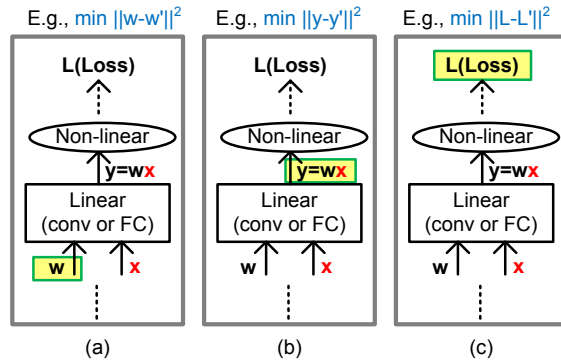 E.g., min ||w-w'||²
L(Loss)
Non-linear
y=wx
Linear
(conv or FC)
w
x
(a)
E.g., min ||y-y'||²
L(Loss)
Non-linear
y=wx
Linear
(conv or FC)
w
x
(b)
E.g., min ||L-L'||²
L(Loss)
Non-linear
y=wx
Linear
(conv or FC)
w
x
(c)